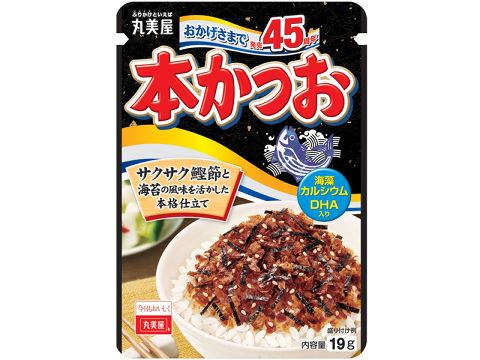 ふりかけといえば
丸美屋
おかげさまで発売45周年!
本かつお
サクサク鰹節と
海苔の風味を活かした
本格仕立て
海藻
カルシウム
DHA
入り
今日もおいしく
丸美屋
盛り付け例
内容量19g